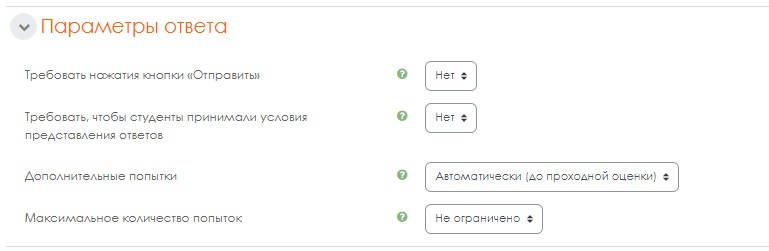 Параметры ответа
Требовать нажатия кнопки «Отправить»
Нет
Требовать, чтобы студенты принимали условия
представления ответов
Нет
Дополнительные попытки
Автоматически (до проходной оценки)
Максимальное количество попыток
Не ограничено